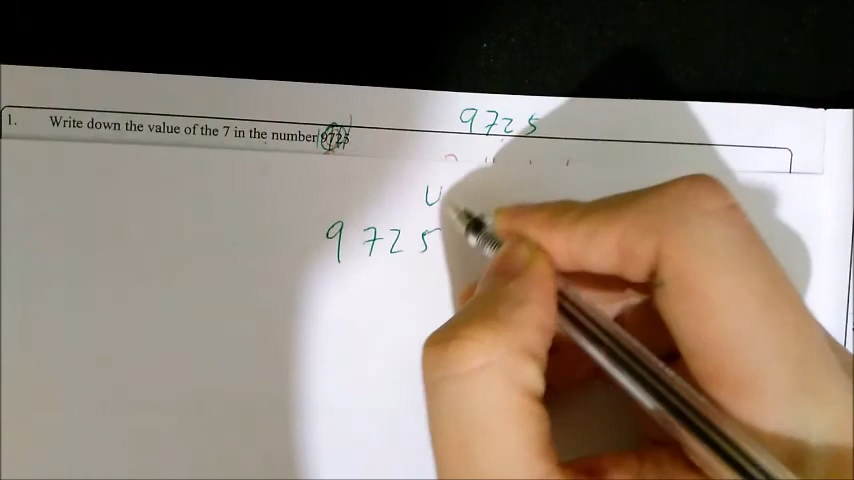 9725
1. Write down the value of the 7 in the number 9725
U
9725